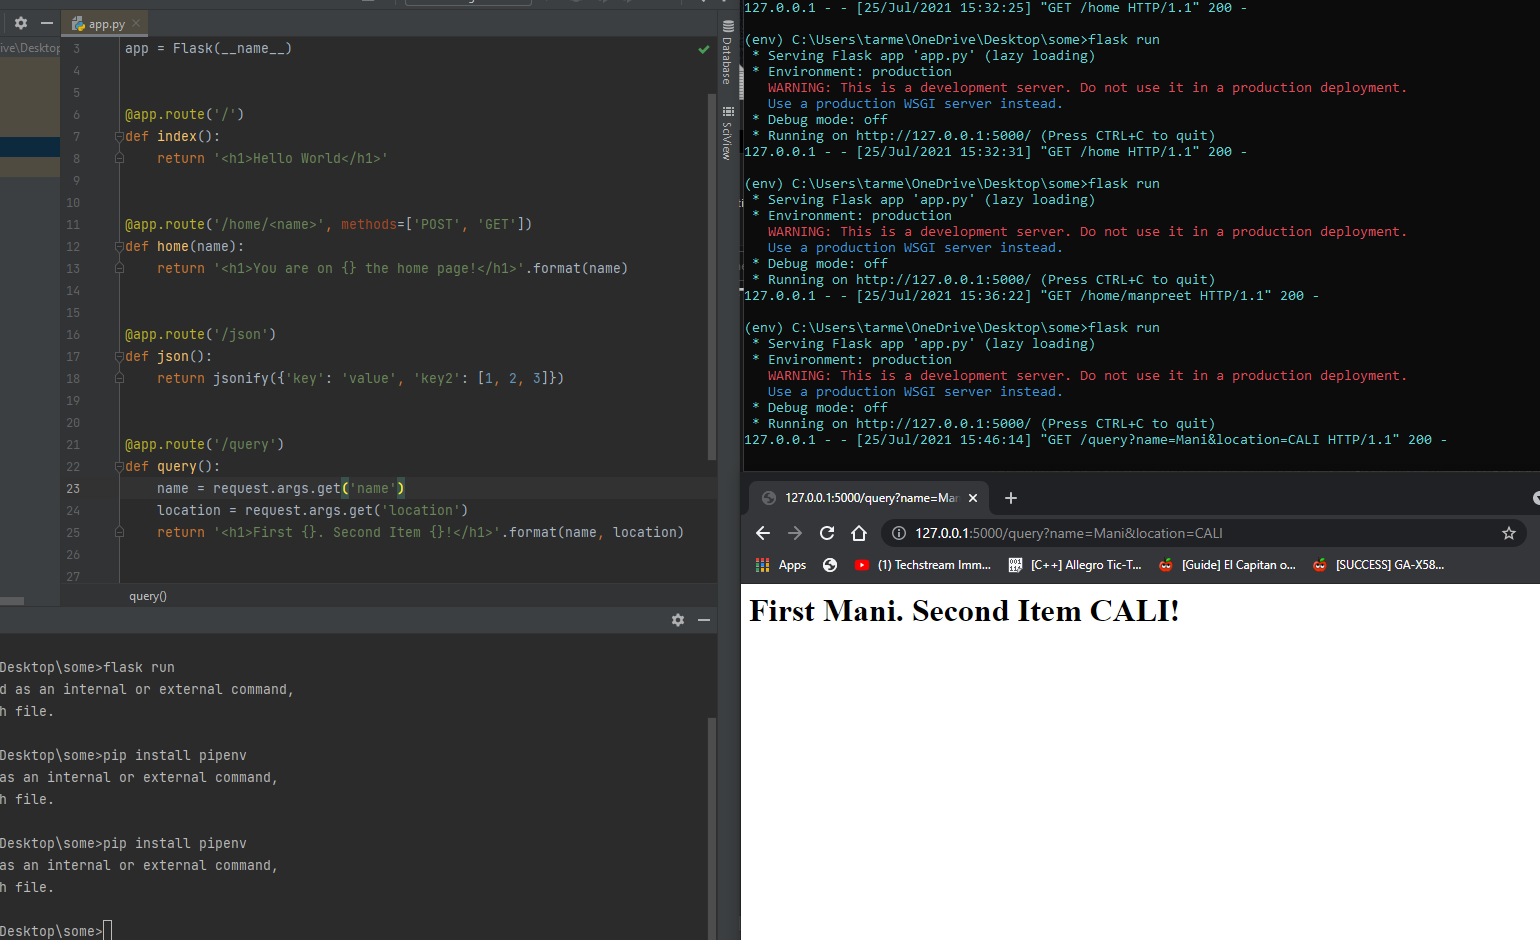 app.py
ive\Desktop
3 app = Flask(__name__)
4
5
6 @app.route('/')
7 def index():
8 return '<h1>Hello World</h1>'
9
10
11 @app.route('/home/<name>', methods=['POST', 'GET'])
12 def home(name):
13 return '<h1>You are on {} the home page!</h1>'.format(name)
14
15
16 @app.route('/json')
17 def json():
18 return jsonify({'key': 'value', 'key2': [1, 2, 3]})
19
20
21 @app.route('/query')
22 def query():
23 name = request.args.get('name')
24 location = request.args.get('location')
25 return '<h1>First {}. Second Item {}!</h1>'.format(name, location)
26
27
query()
Desktop\some>flask run
d as an internal or external command,
h file.
Desktop\some>pip install pipenv
as an internal or external command,
h file.
Desktop\some>pip install pipenv
as an internal or external command,
h file.
Desktop\some>
Database
SciView
127.0.0.1 - - [25/Jul/2021 15:32:25] "GET /home HTTP/1.1" 200 -
(env) C:\Users\tarme\OneDrive\Desktop\some>flask run
* Serving Flask app 'app.py' (lazy loading)
* Environment: production
WARNING: This is a development server. Do not use it in a production deployment.
Use a production WSGI server instead.
* Debug mode: off
* Running on http://127.0.0.1:5000/ (Press CTRL+C to quit)
127.0.0.1 - - [25/Jul/2021 15:32:31] "GET /home HTTP/1.1" 200 -
(env) C:\Users\tarme\OneDrive\Desktop\some>flask run
* Serving Flask app 'app.py' (lazy loading)
* Environment: production
WARNING: This is a development server. Do not use it in a production deployment.
Use a production WSGI server instead.
* Debug mode: off
* Running on http://127.0.0.1:5000/ (Press CTRL+C to quit)
127.0.0.1 - - [25/Jul/2021 15:36:22] "GET /home/manpreet HTTP/1.1" 200 -
(env) C:\Users\tarme\OneDrive\Desktop\some>flask run
* Serving Flask app 'app.py' (lazy loading)
* Environment: production
WARNING: This is a development server. Do not use it in a production deployment.
Use a production WSGI server instead.
* Debug mode: off
* Running on http://127.0.0.1:5000/ (Press CTRL+C to quit)
127.0.0.1 - - [25/Jul/2021 15:46:14] "GET /query?name=Mani&location=CALI HTTP/1.1" 200 -
127.0.0.1:5000/query?name=Mar
127.0.0.1:5000/query?name=Mani&location=CALI
Apps (1) Techstream Imm... [C++] Allegro Tic-T... [Guide] El Capitan o... [SUCCESS] GA-X58...
First Mani. Second Item CALI!